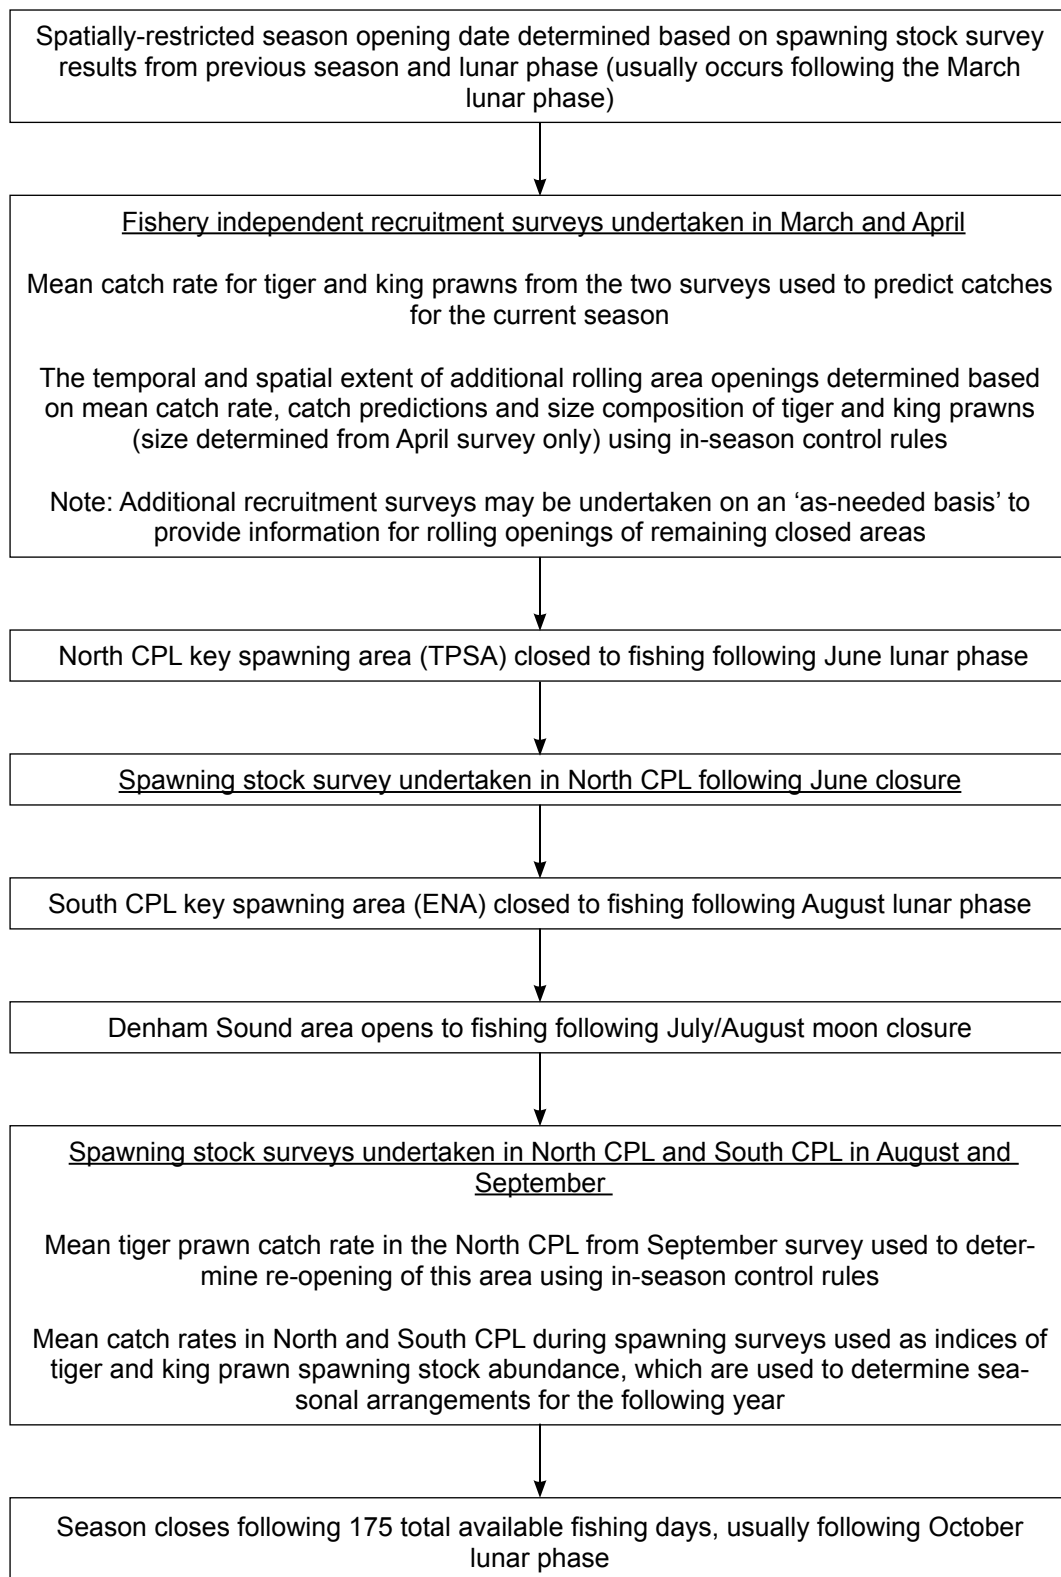 Spatially-restricted season opening date determined based on spawning stock survey
results from previous season and lunar phase (usually occurs following the March
lunar phase)
Fishery independent recruitment surveys undertaken in March and April
Mean catch rate for tiger and king prawns from the two surveys used to predict catches
for the current season
The temporal and spatial extent of additional rolling area openings determined based
on mean catch rate, catch predictions and size composition of tiger and king prawns
(size determined from April survey only) using in-season control rules
Note: Additional recruitment surveys may be undertaken on an ‘as-needed basis’ to
provide information for rolling openings of remaining closed areas
North CPL key spawning area (TPSA) closed to fishing following June lunar phase
Spawning stock survey undertaken in North CPL following June closure
South CPL key spawning area (ENA) closed to fishing following August lunar phase
Denham Sound area opens to fishing following July/August moon closure
Spawning stock surveys undertaken in North CPL and South CPL in August and
September
Mean tiger prawn catch rate in the North CPL from September survey used to deter-
mine re-opening of this area using in-season control rules
Mean catch rates in North and South CPL during spawning surveys used as indices of
tiger and king prawn spawning stock abundance, which are used to determine sea-
sonal arrangements for the following year
Season closes following 175 total available fishing days, usually following October
lunar phase